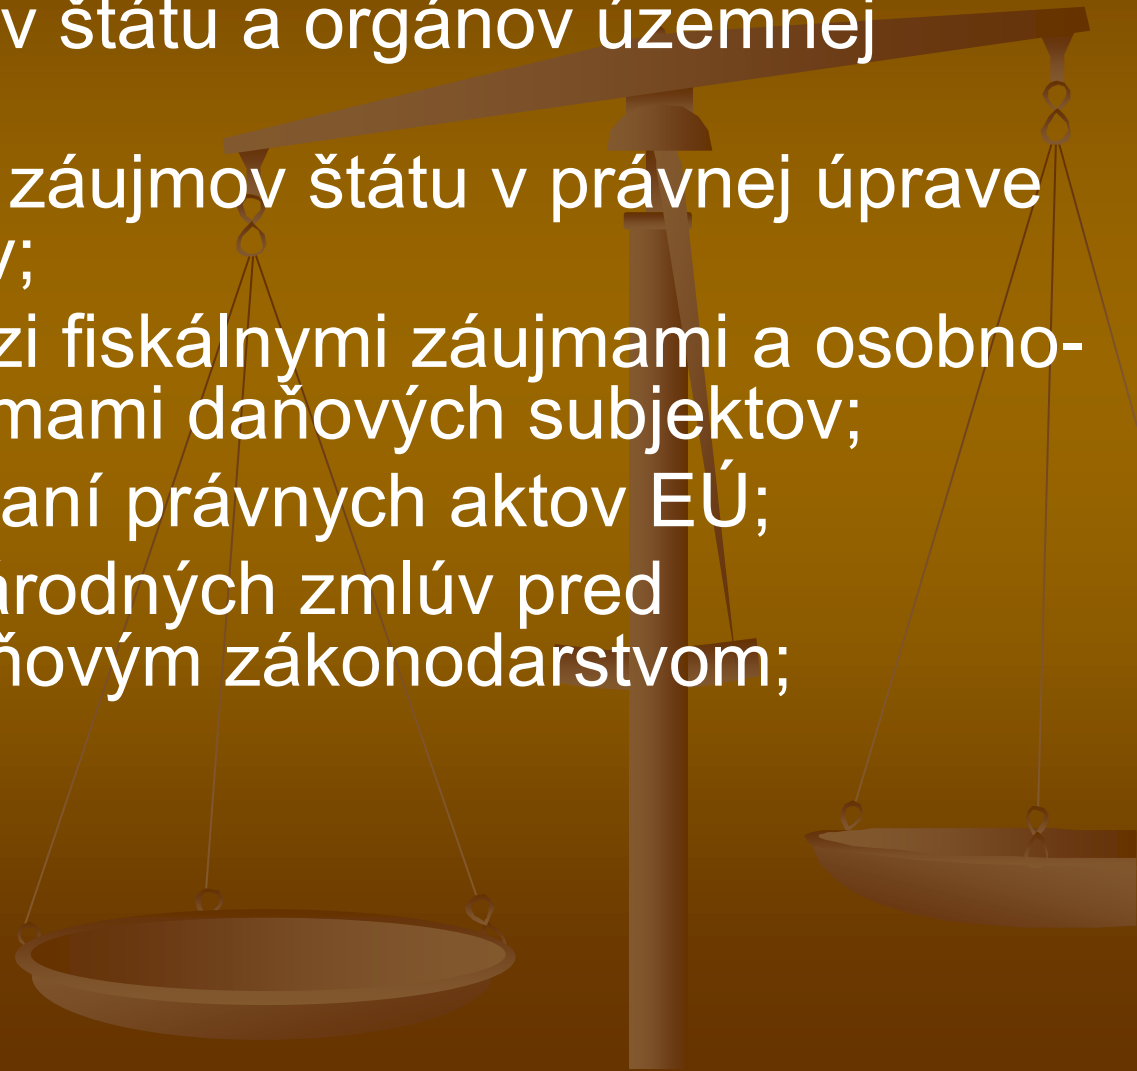 v štátu a orgánov územnej
záujmov štátu v právnej úprave
v;
zi fiskálnymi záujmami a osobno-
mami daňových subjektov;
aní právnych aktov EÚ;
árodných zmlúv pred
ňovým zákonodarstvom;